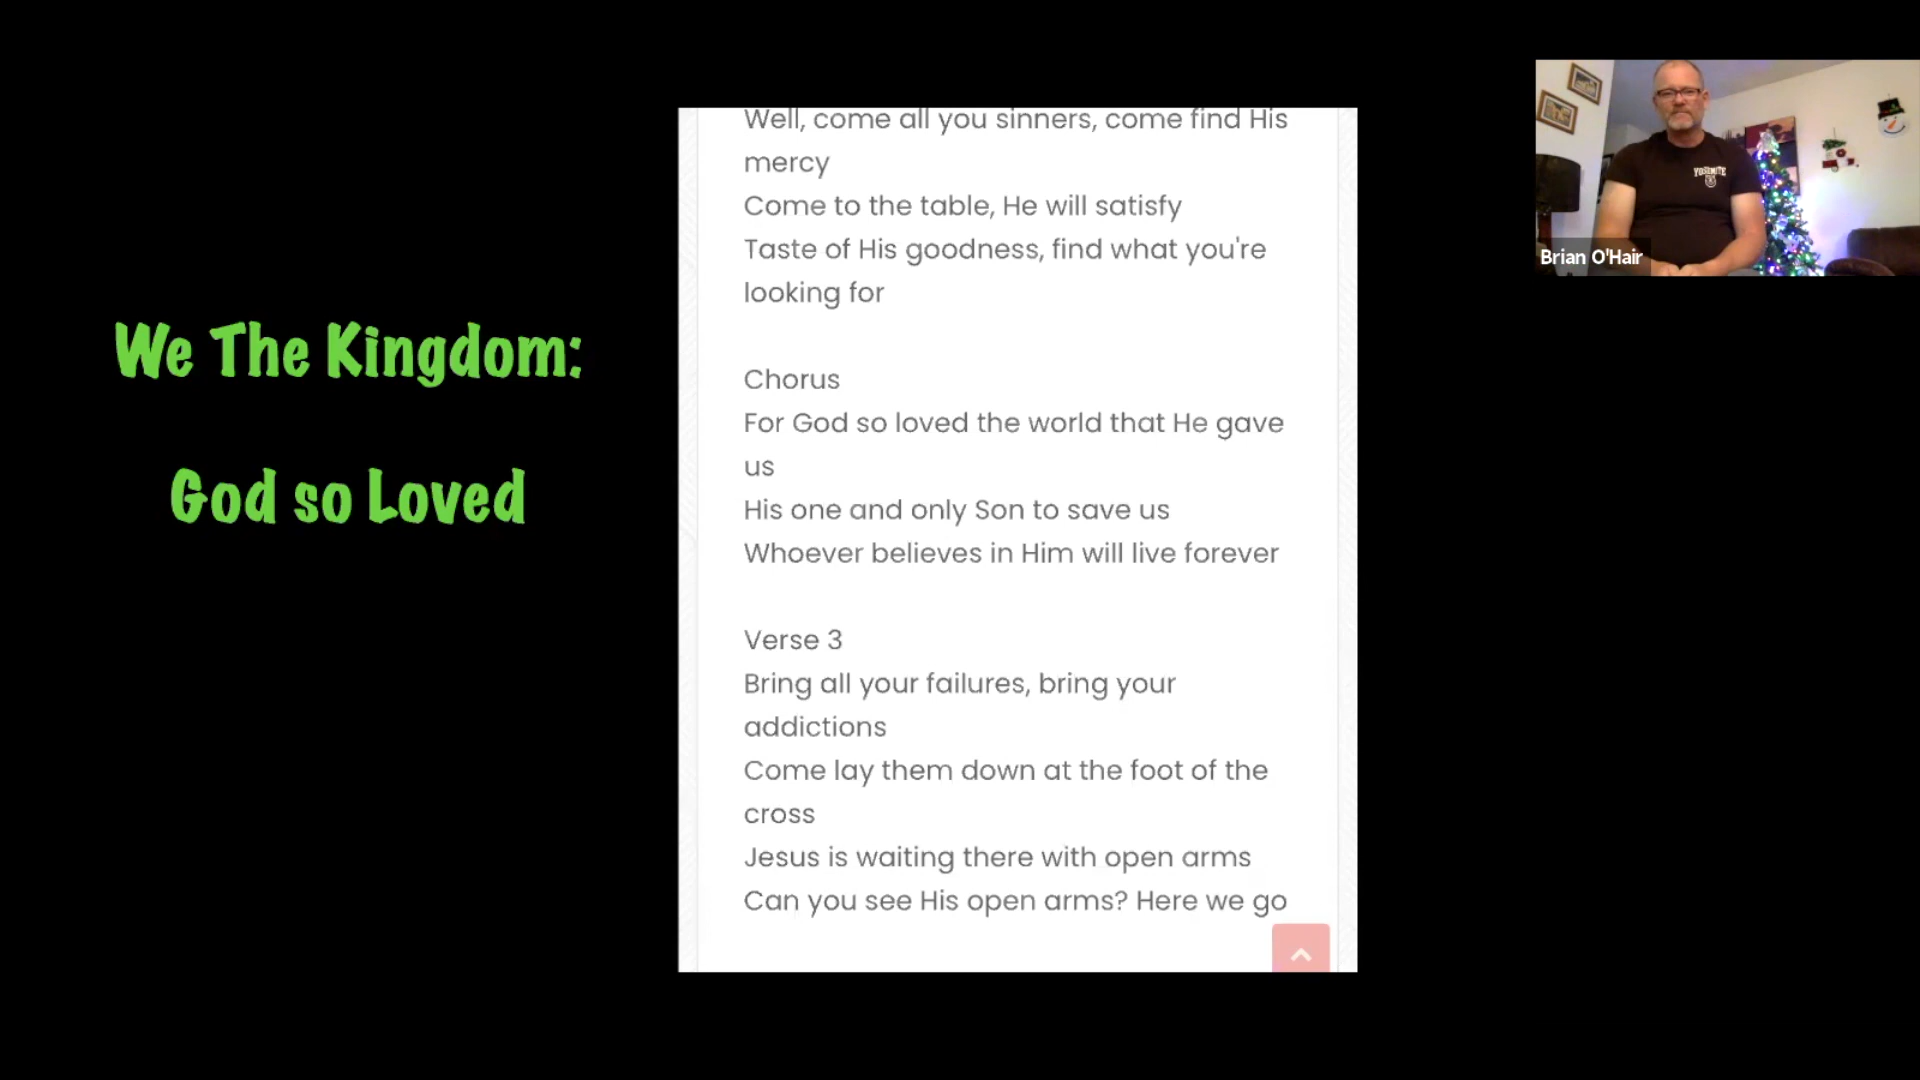 We The Kingdom:
God so Loved
Well, come all you sinners, come find His
mercy
Come to the table, He will satisfy
Taste of His goodness, find what you're
looking for
Chorus
For God so loved the world that He gave
us
His one and only Son to save us
Whoever believes in Him will live forever
Verse 3
Bring all your failures, bring your
addictions
Come lay them down at the foot of the
cross
Jesus is waiting there with open arms
Can you see His open arms? Here we go
YOSEMITE
Brian O'Hair